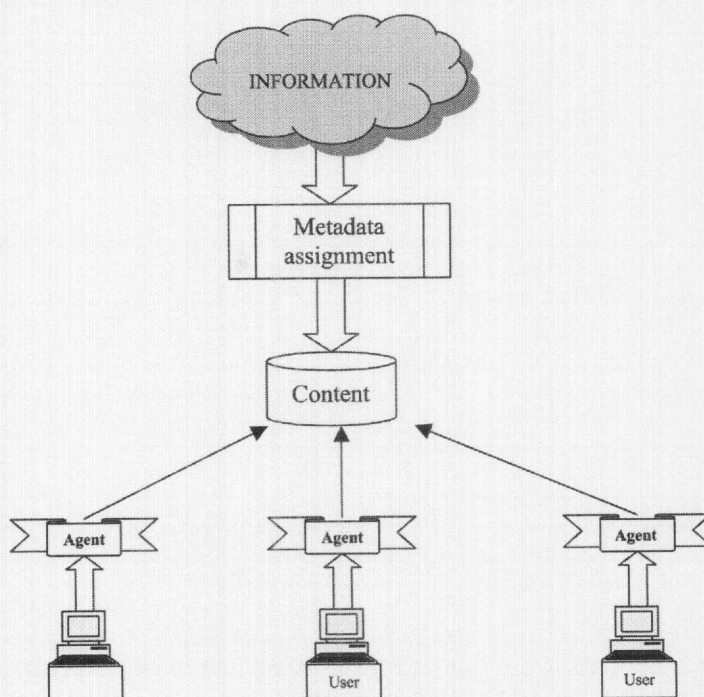 INFORMATION
Metadata
assignment
Content
Agent
Agent
Agent
User
User